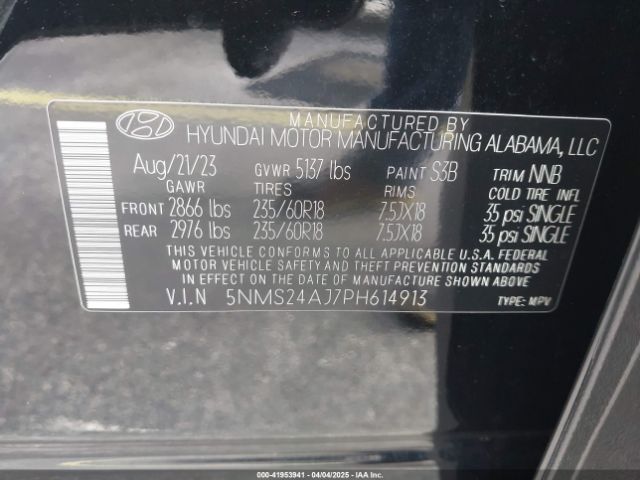 MANUFACTURED BY
HYUNDAI MOTOR MANUFACTURING ALABAMA, LLC
Aug/21/23 GVWR 5137 lbs PAINT S3B TRIM NNB
GAWR TIRES RIMS COLD TIRE INFL
FRONT 2866 lbs 235/60R18 7.5JX18 35 psi SINGLE
REAR 2976 lbs 235/60R18 7.5JX18 35 psi SINGLE
THIS VEHICLE CONFORMS TO ALL APPLICABLE U.S.A. FEDERAL
MOTOR VEHICLE SAFETY AND THEFT PREVENTION STANDARDS
IN EFFECT ON THE DATE OF MANUFACTURE SHOWN ABOVE.
V.I.N 5NMS24AJ7PH614913 TYPE: MPV
000-41953941 - 04/04/2025 - IAAI.COM